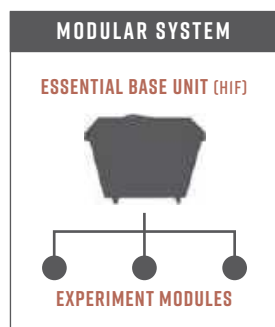 MODULAR SYSTEM
ESSENTIAL BASE UNIT (HIF)
EXPERIMENT MODULES